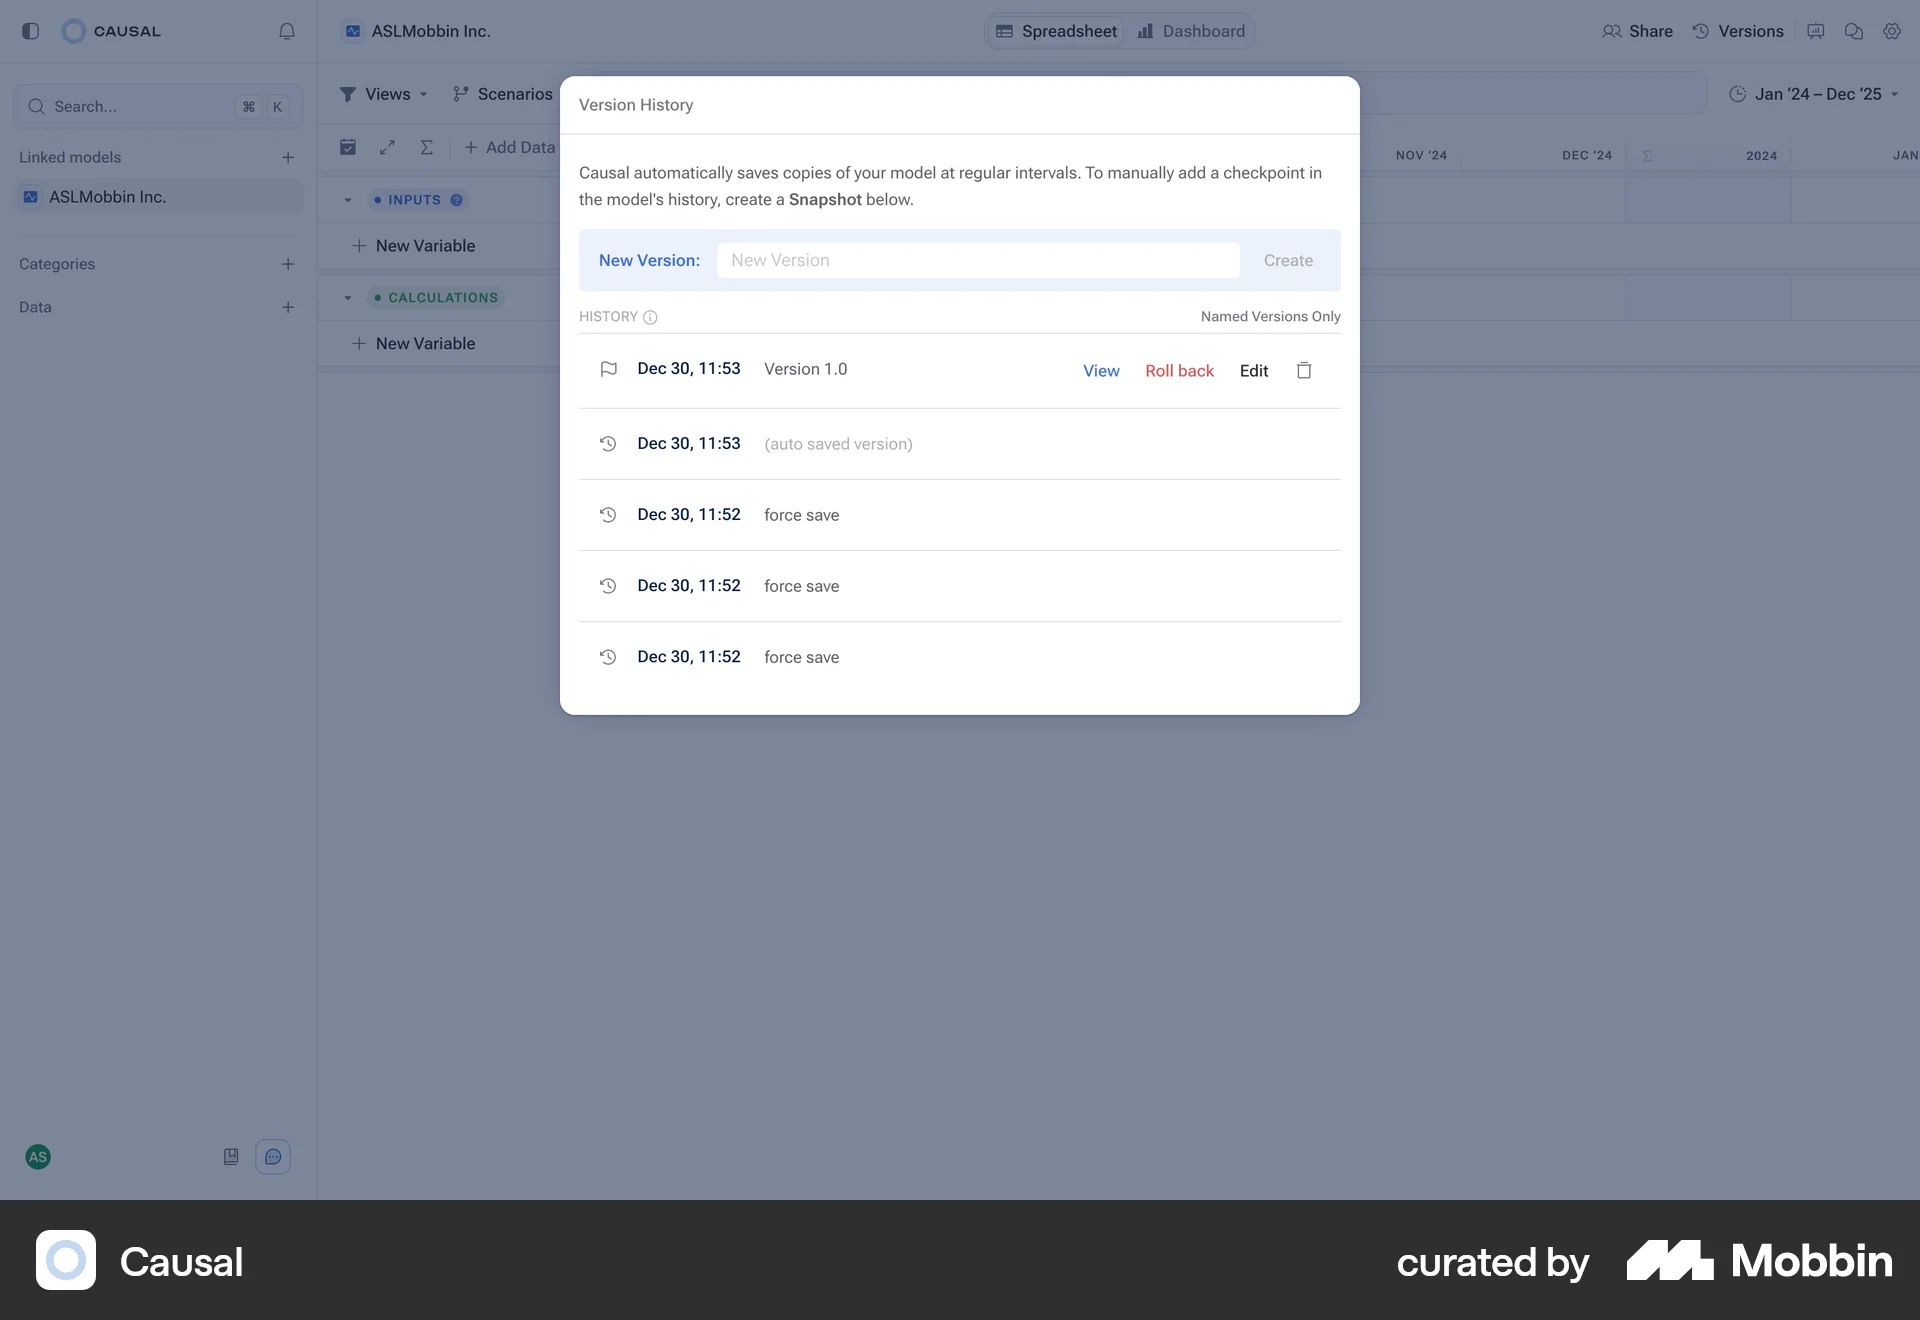 CAUSAL
ASLMobbin Inc.
Spreadsheet
Dashboard
Share
Versions
Search...
⌘
K
Linked models
ASLMobbin Inc.
Categories
Data
Views
Scenarios
Jan ‘24 – Dec ‘25
Add Data
NOV ‘24
DEC ‘24
Σ
2024
JAN
INPUTS
New Variable
CALCULATIONS
New Variable
Version History
Causal automatically saves copies of your model at regular intervals. To manually add a checkpoint in
the model's history, create a Snapshot below.
New Version:
New Version
Create
HISTORY
Named Versions Only
Dec 30, 11:53
Version 1.0
View
Roll back
Edit
Dec 30, 11:53
(auto saved version)
Dec 30, 11:52
force save
Dec 30, 11:52
force save
Dec 30, 11:52
force save
AS
Causal
curated by
Mobbin